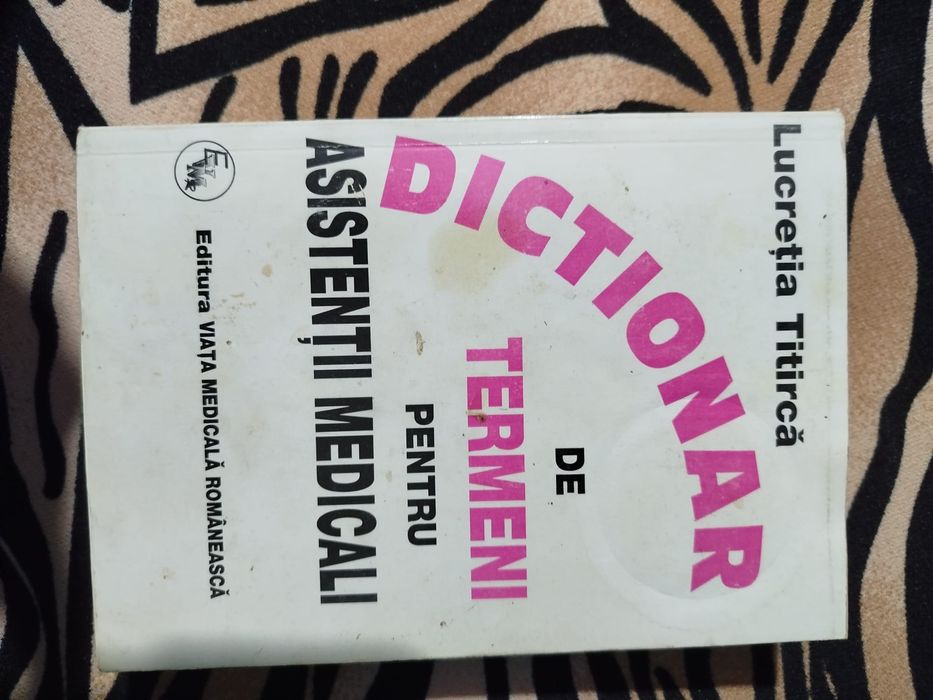 Lucreția Titircă
DICTIONAR
DE
TERMENI
PENTRU
ASISTENȚII MEDICALI
Editura VIAȚA MEDICALĂ ROMÂNEASCĂ